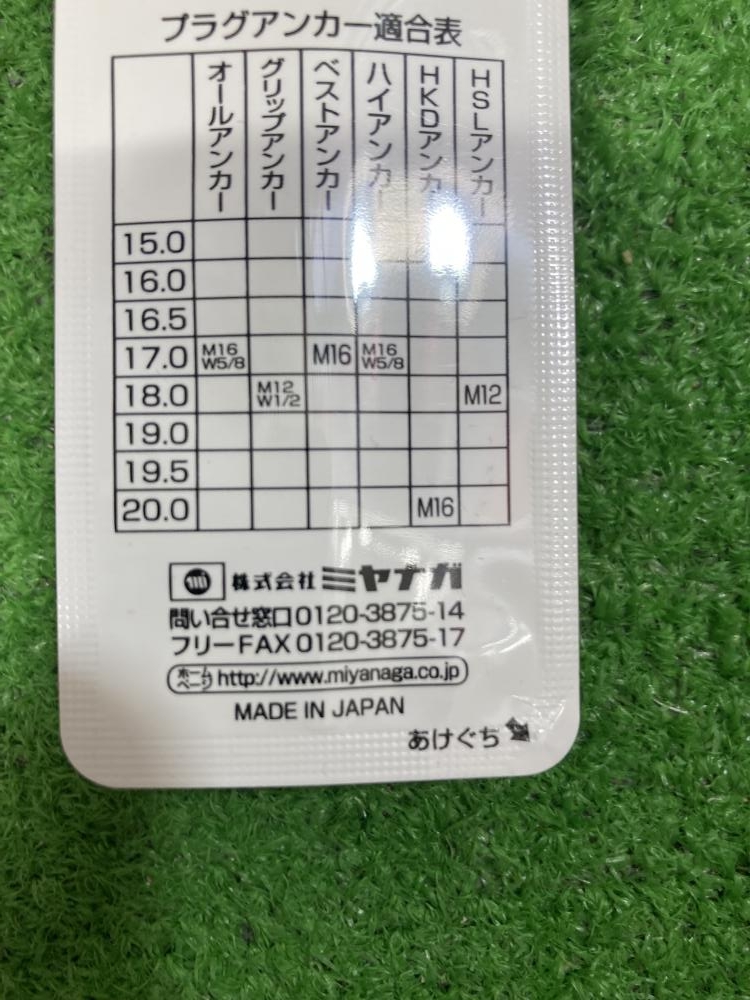 プラグアンカー適合表
オールアンカー グリップアンカー ベストアンカー ハイアンカー HKDアンカー HSLアンカー
15.0
16.0
16.5
17.0 M16 W5/8 M16 M16 W5/8
18.0 M12 W1/2 M12
19.0
19.5
20.0 M16
株式会社ミヤナガ
問い合せ窓口0120-3875-14
フリーFAX0120-3875-17
ホームページ http://www.miyanaga.co.jp
MADE IN JAPAN
あけぐち